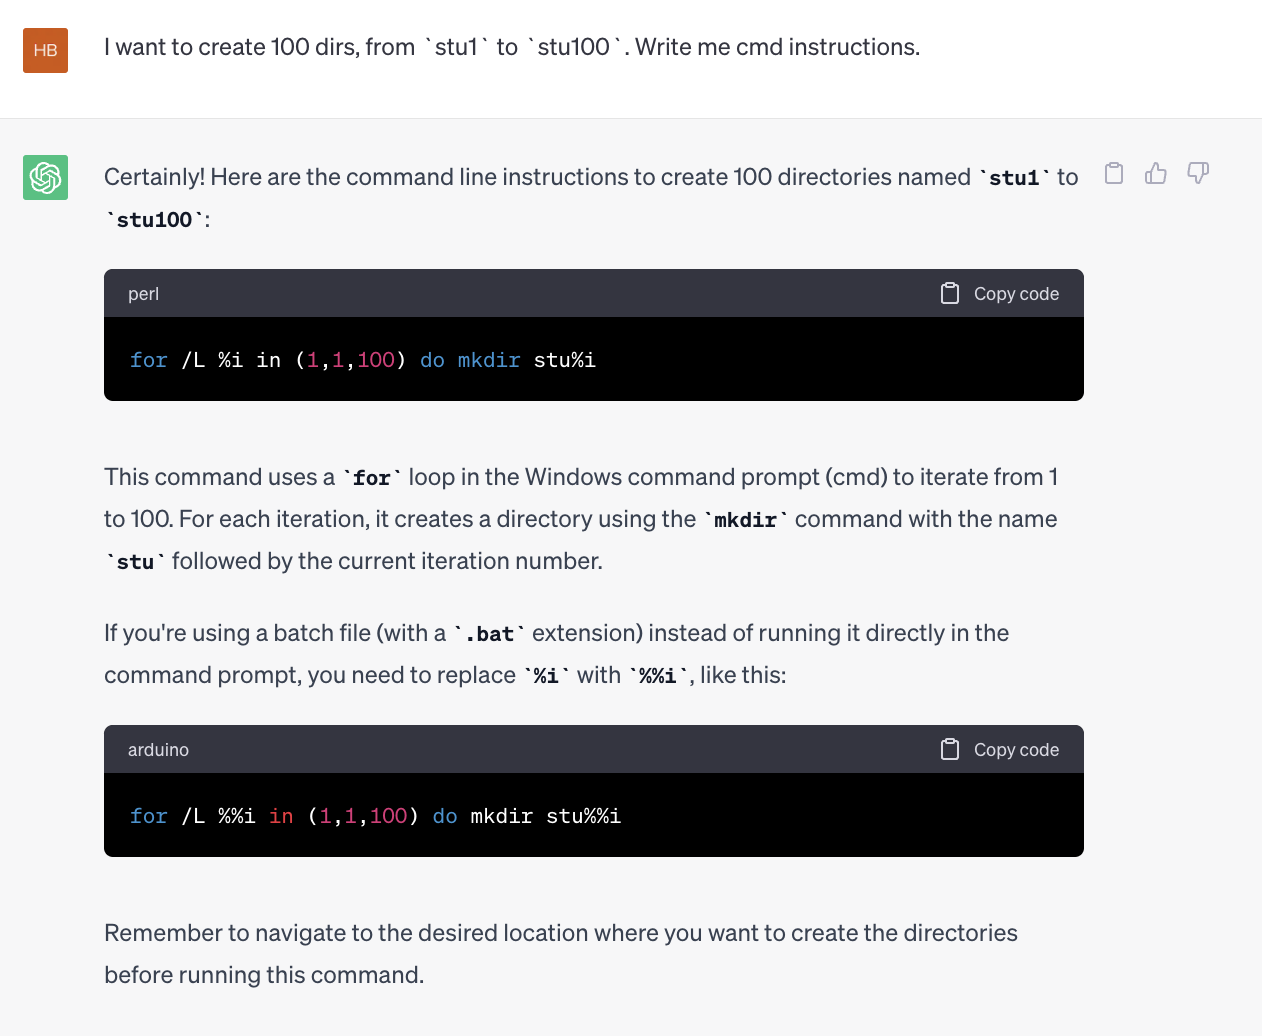 HB
I want to create 100 dirs, from `stu1` to `stu100`. Write me cmd instructions.
Certainly! Here are the command line instructions to create 100 directories named `stu1` to
`stu100`:
perl
Copy code
for /L %i in (1,1,100) do mkdir stu%i
This command uses a `for` loop in the Windows command prompt (cmd) to iterate from 1
to 100. For each iteration, it creates a directory using the `mkdir` command with the name
`stu` followed by the current iteration number.
If you're using a batch file (with a `.bat` extension) instead of running it directly in the
command prompt, you need to replace `%i` with `%%i`, like this:
arduino
Copy code
for /L %%i in (1,1,100) do mkdir stu%%i
Remember to navigate to the desired location where you want to create the directories
before running this command.